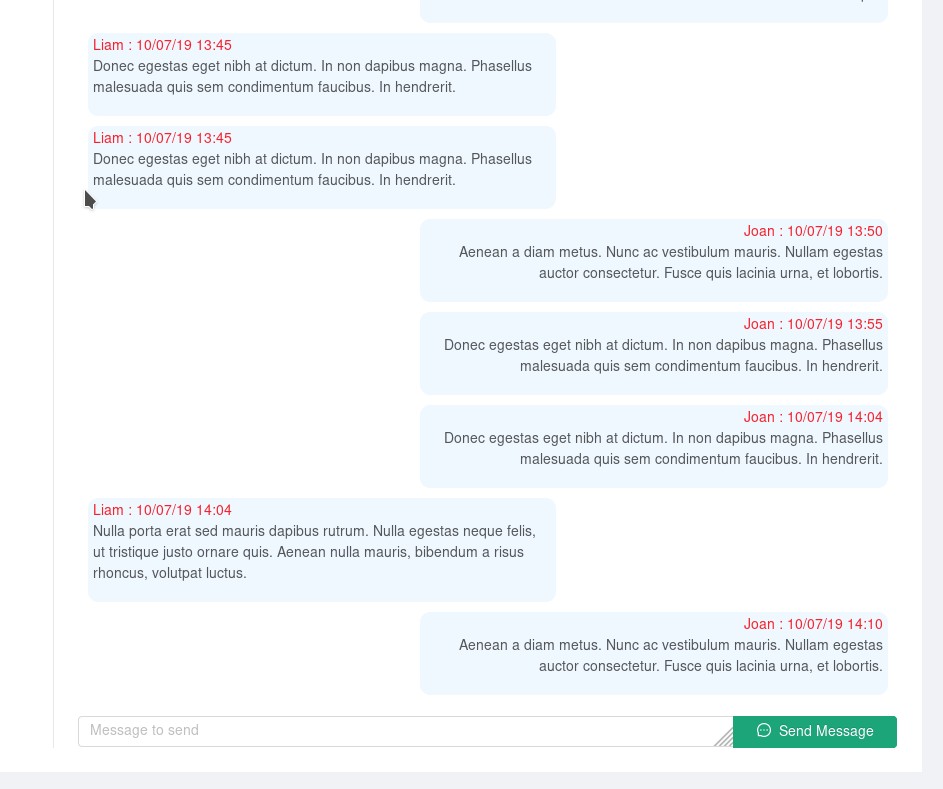 Liam : 10/07/19 13:45
Donec egestas eget nibh at dictum. In non dapibus magna. Phasellus
malesuada quis sem condimentum faucibus. In hendrerit.
Liam : 10/07/19 13:45
Donec egestas eget nibh at dictum. In non dapibus magna. Phasellus
malesuada quis sem condimentum faucibus. In hendrerit.
Joan : 10/07/19 13:50
Aenean a diam metus. Nunc ac vestibulum mauris. Nullam egestas
auctor consectetur. Fusce quis lacinia urna, et lobortis.
Joan : 10/07/19 13:55
Donec egestas eget nibh at dictum. In non dapibus magna. Phasellus
malesuada quis sem condimentum faucibus. In hendrerit.
Joan : 10/07/19 14:04
Donec egestas eget nibh at dictum. In non dapibus magna. Phasellus
malesuada quis sem condimentum faucibus. In hendrerit.
Liam : 10/07/19 14:04
Nulla porta erat sed mauris dapibus rutrum. Nulla egestas neque felis,
ut tristique justo ornare quis. Aenean nulla mauris, bibendum a risus
rhoncus, volutpat luctus.
Joan : 10/07/19 14:10
Aenean a diam metus. Nunc ac vestibulum mauris. Nullam egestas
auctor consectetur. Fusce quis lacinia urna, et lobortis.
Message to send
Send Message